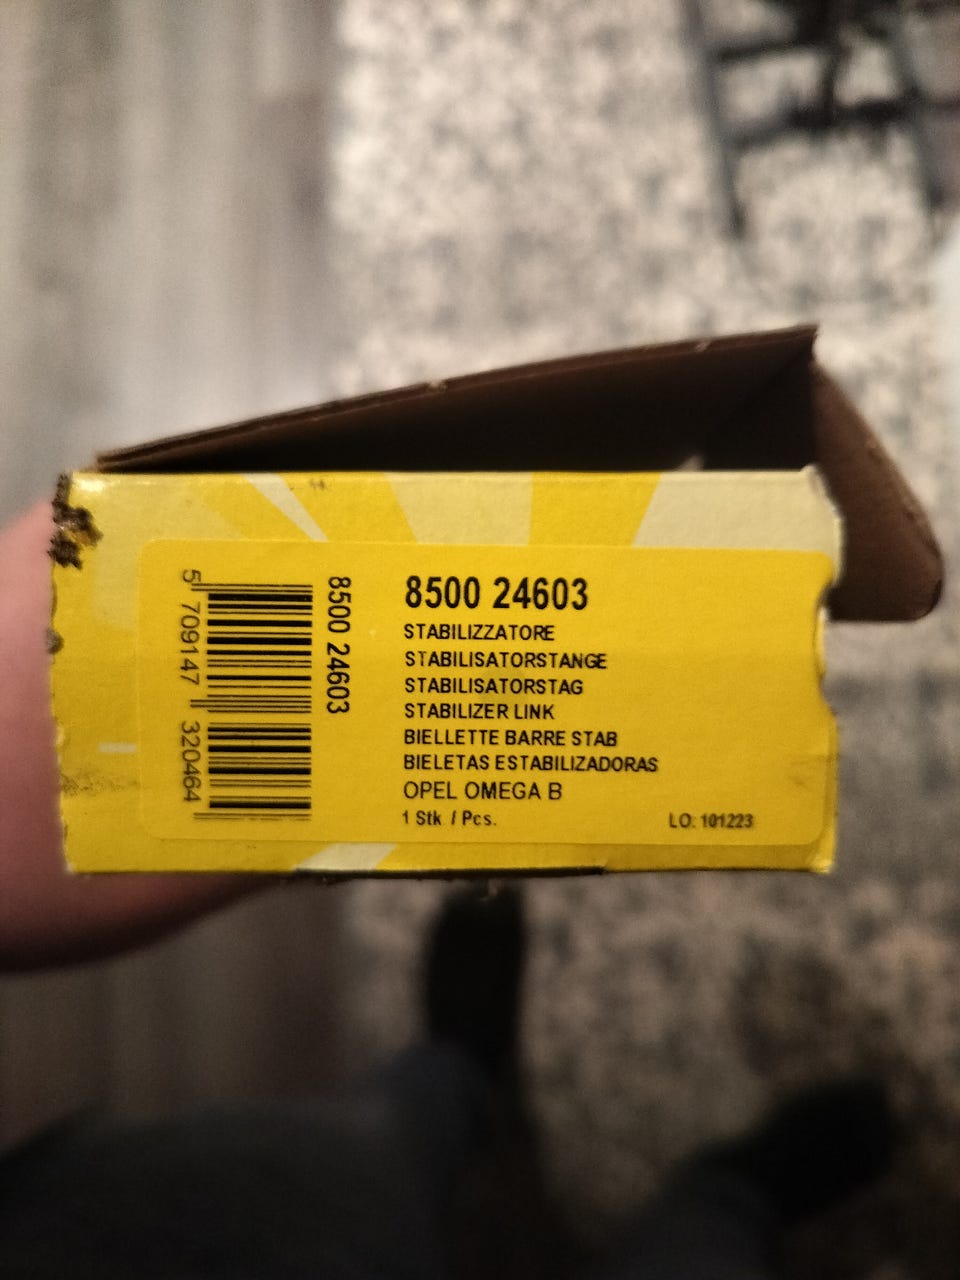 8500 24603
STABILIZZATORE
STABILISATORSTANGE
STABILISATORSTAG
STABILIZER LINK
BIELLETTE BARRE STAB
BIELETAS ESTABILIZADORAS
OPEL OMEGA B
1 Stk / Pcs.
LO: 101223
8500 24603
5 709147 320464